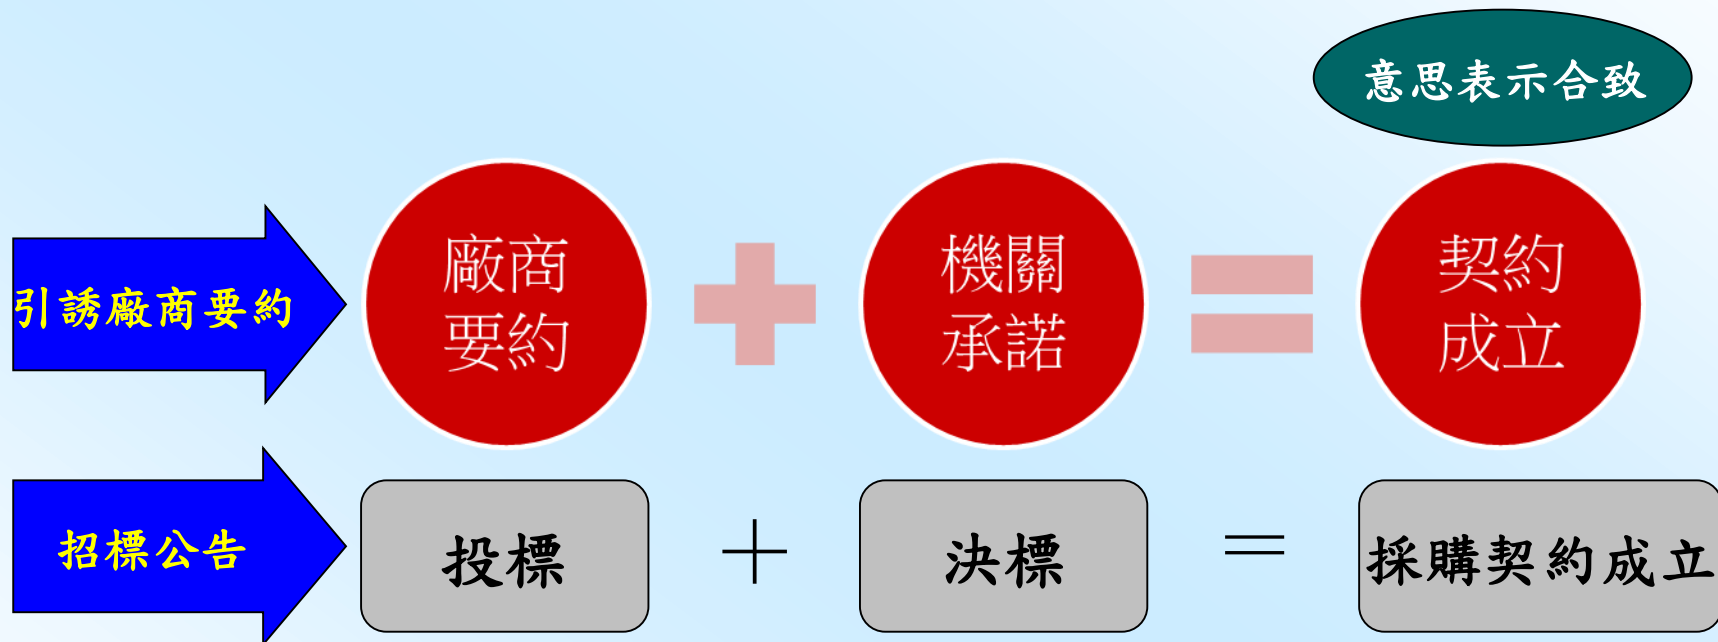 意思表示合致
引誘廠商要約
廠商
要約
機關
承諾
契約
成立
招標公告
投標
+
決標
=
採購契約成立